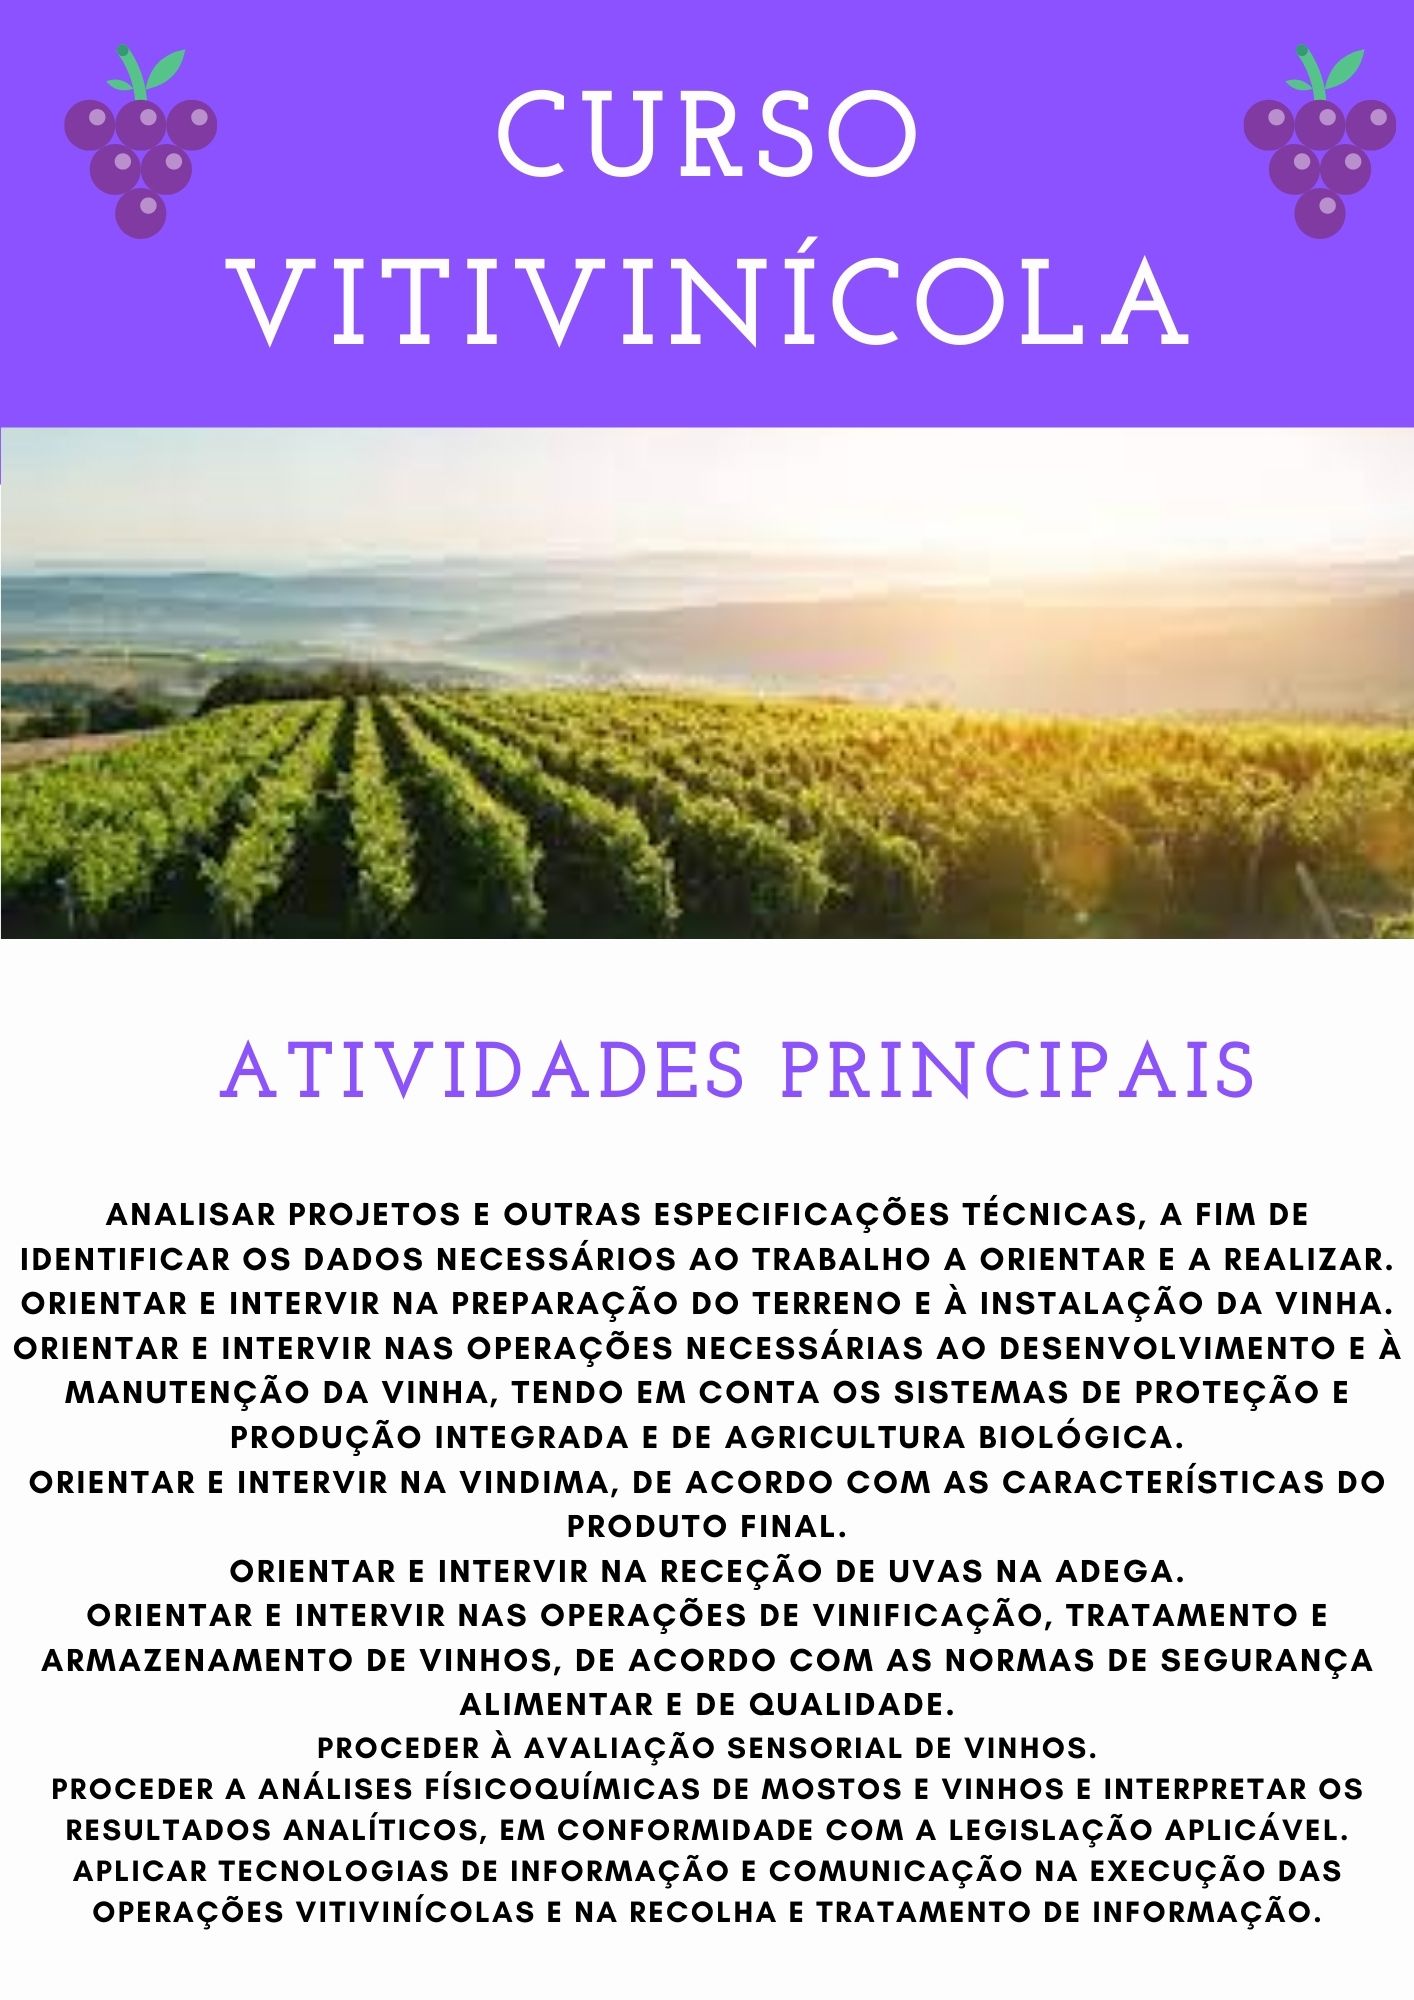 CURSO
VITIVINÍCOLA
ATIVIDADES PRINCIPAIS
ANALISAR PROJETOS E OUTRAS ESPECIFICAÇÕES TÉCNICAS, A FIM DE
IDENTIFICAR OS DADOS NECESSÁRIOS AO TRABALHO A ORIENTAR E A REALIZAR.
ORIENTAR E INTERVIR NA PREPARAÇÃO DO TERRENO E À INSTALAÇÃO DA VINHA.
ORIENTAR E INTERVIR NAS OPERAÇÕES NECESSÁRIAS AO DESENVOLVIMENTO E À
MANUTENÇÃO DA VINHA, TENDO EM CONTA OS SISTEMAS DE PROTEÇÃO E
PRODUÇÃO INTEGRADA E DE AGRICULTURA BIOLÓGICA.
ORIENTAR E INTERVIR NA VINDIMA, DE ACORDO COM AS CARACTERÍSTICAS DO
PRODUTO FINAL.
ORIENTAR E INTERVIR NA RECEÇÃO DE UVAS NA ADEGA.
ORIENTAR E INTERVIR NAS OPERAÇÕES DE VINIFICAÇÃO, TRATAMENTO E
ARMAZENAMENTO DE VINHOS, DE ACORDO COM AS NORMAS DE SEGURANÇA
ALIMENTAR E DE QUALIDADE.
PROCEDER À AVALIAÇÃO SENSORIAL DE VINHOS.
PROCEDER A ANÁLISES FÍSICOQUÍMICAS DE MOSTOS E VINHOS E INTERPRETAR OS
RESULTADOS ANALÍTICOS, EM CONFORMIDADE COM A LEGISLAÇÃO APLICÁVEL.
APLICAR TECNOLOGIAS DE INFORMAÇÃO E COMUNICAÇÃO NA EXECUÇÃO DAS
OPERAÇÕES VITIVINÍCOLAS E NA RECOLHA E TRATAMENTO DE INFORMAÇÃO.